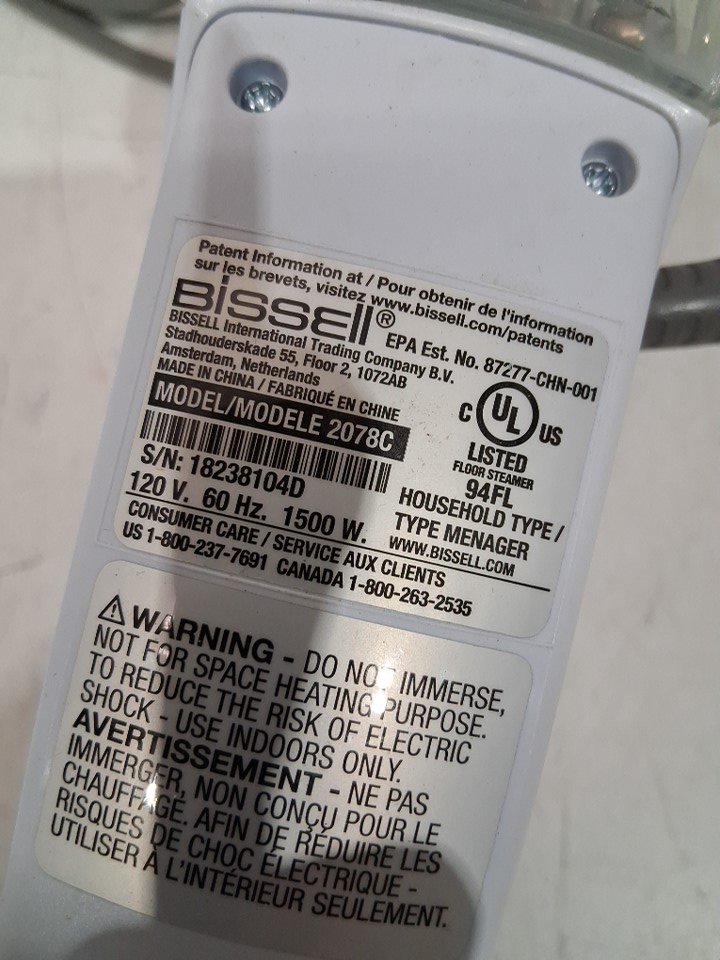 Patent Information at / Pour obtenir de l'information
sur les brevets, visitez www.bissell.com/patents
BISSELL®
EPA Est. No. 87277-CHN-001
BISSELL International Trading Company B.V.
Stadhouderskade 55, Floor 2, 1072AB
Amsterdam, Netherlands
MADE IN CHINA / FABRIQUÉ EN CHINE
MODEL/MODELE 2078C
C UL US
LISTED
FLOOR STEAMER
94FL
S/N: 18238104D
HOUSEHOLD TYPE /
TYPE MENAGER
120 V. 60 Hz. 1500 W.
WWW.BISSELL.COM
CONSUMER CARE / SERVICE AUX CLIENTS
US 1-800-237-7691 CANADA 1-800-263-2535
WARNING - DO NOT IMMERSE,
NOT FOR SPACE HEATING PURPOSE.
TO REDUCE THE RISK OF ELECTRIC
SHOCK - USE INDOORS ONLY.
AVERTISSEMENT - NE PAS
IMMERGER, NON CONÇU POUR LE
CHAUFFAGE. AFIN DE RÉDUIRE LES
RISQUES DE CHOC ÉLECTRIQUE -
UTILISER À L'INTÉRIEUR SEULEMENT.